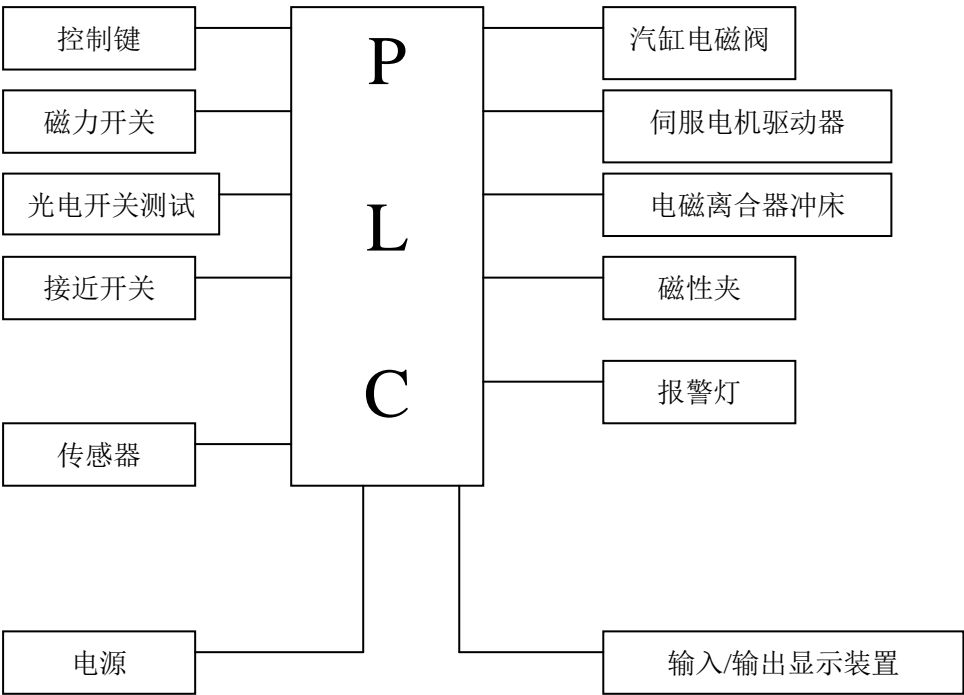 控制键
磁力开关
光电开关测试
接近开关
传感器
电源
P
L
C
汽缸电磁阀
伺服电机驱动器
电磁离合器冲床
磁性夹
报警灯
输入/输出显示装置